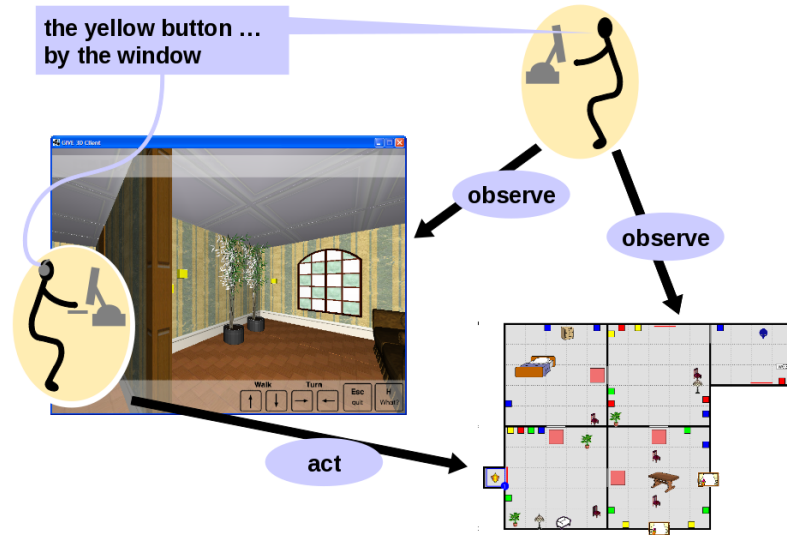 the yellow button …
by the window
GIVE 3D Client
observe
observe
Walk
Turn
Esc
quit
H
What?
act